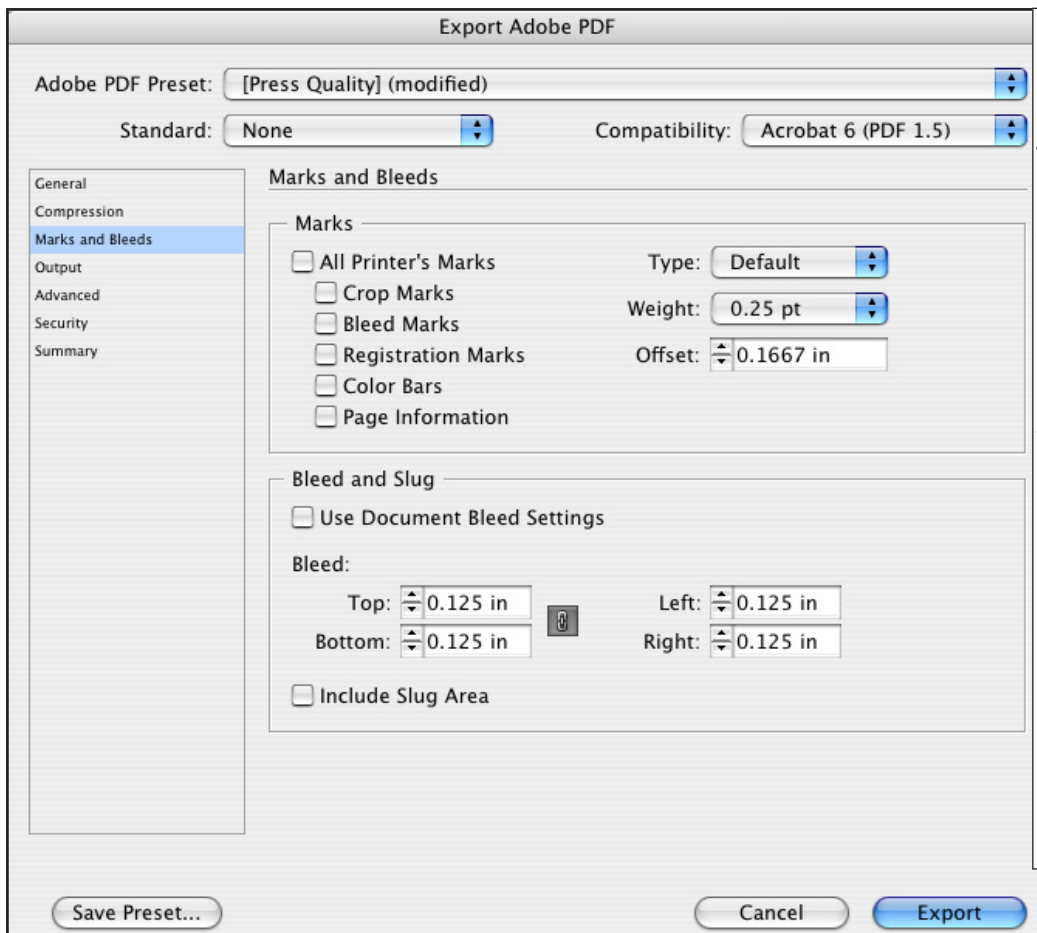 Export Adobe PDF
Adobe PDF Preset: [Press Quality] (modified)
Standard: None Compatibility: Acrobat 6 (PDF 1.5)
General
Compression
Marks and Bleeds
Output
Advanced
Security
Summary
Marks and Bleeds
Marks
All Printer's Marks
Crop Marks
Bleed Marks
Registration Marks
Color Bars
Page Information
Type: Default
Weight: 0.25 pt
Offset: 0.1667 in
Bleed and Slug
Use Document Bleed Settings
Bleed:
Top: 0.125 in Left: 0.125 in
Bottom: 0.125 in Right: 0.125 in
Include Slug Area
Save Preset... Cancel Export